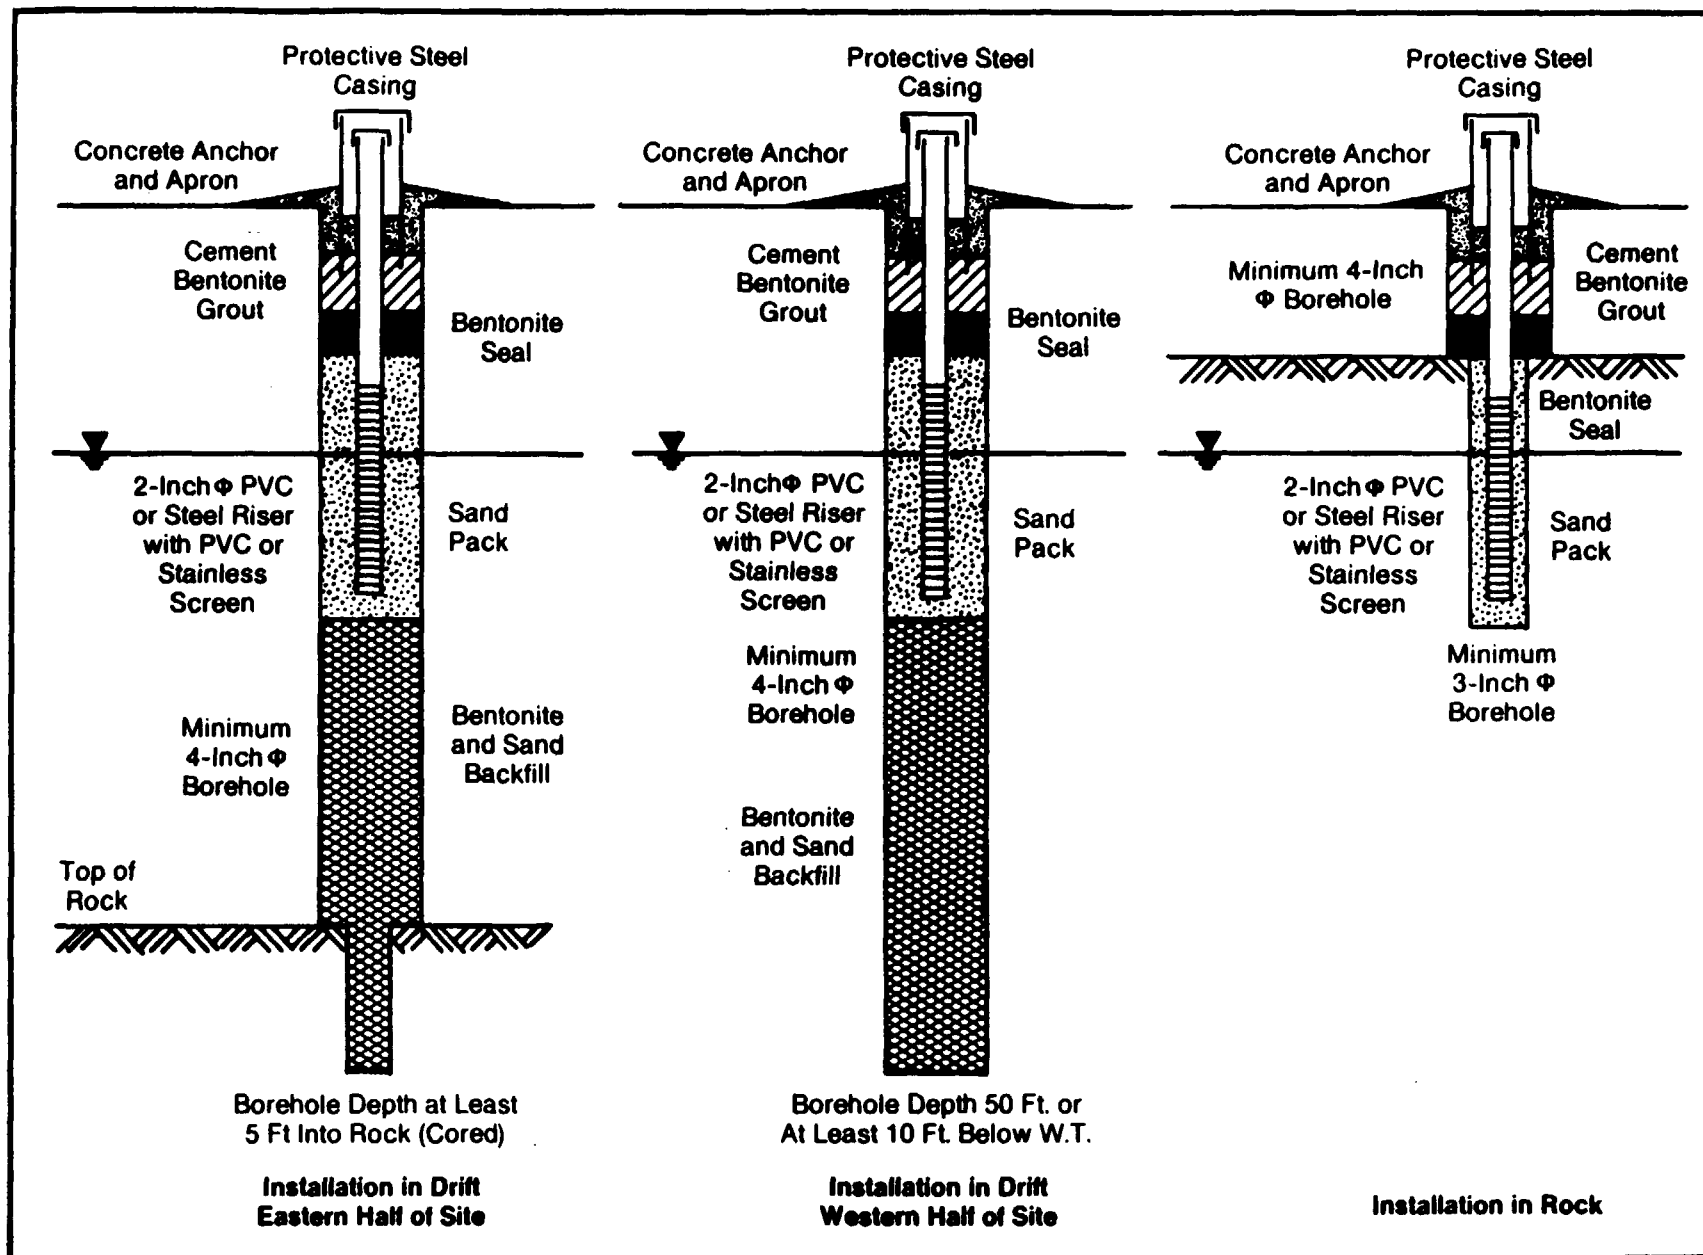 Protective Steel
Casing
Concrete Anchor
and Apron
Cement
Bentonite
Grout
Bentonite
Seal
2-Inch Φ PVC
or Steel Riser
with PVC or
Stainless
Screen
Sand
Pack
Minimum
4-Inch Φ
Borehole
Bentonite
and Sand
Backfill
Top of
Rock
Borehole Depth at Least
5 Ft Into Rock (Cored)
Installation in Drift
Eastern Half of Site
Protective Steel
Casing
Concrete Anchor
and Apron
Cement
Bentonite
Grout
Bentonite
Seal
2-Inch Φ PVC
or Steel Riser
with PVC or
Stainless
Screen
Sand
Pack
Minimum
4-Inch Φ
Borehole
Bentonite
and Sand
Backfill
Borehole Depth 50 Ft. or
At Least 10 Ft. Below W.T.
Installation in Drift
Western Half of Site
Protective Steel
Casing
Concrete Anchor
and Apron
Minimum 4-Inch
Φ Borehole
Cement
Bentonite
Grout
Bentonite
Seal
2-Inch Φ PVC
or Steel Riser
with PVC or
Stainless
Screen
Sand
Pack
Minimum
3-Inch Φ
Borehole
Installation in Rock